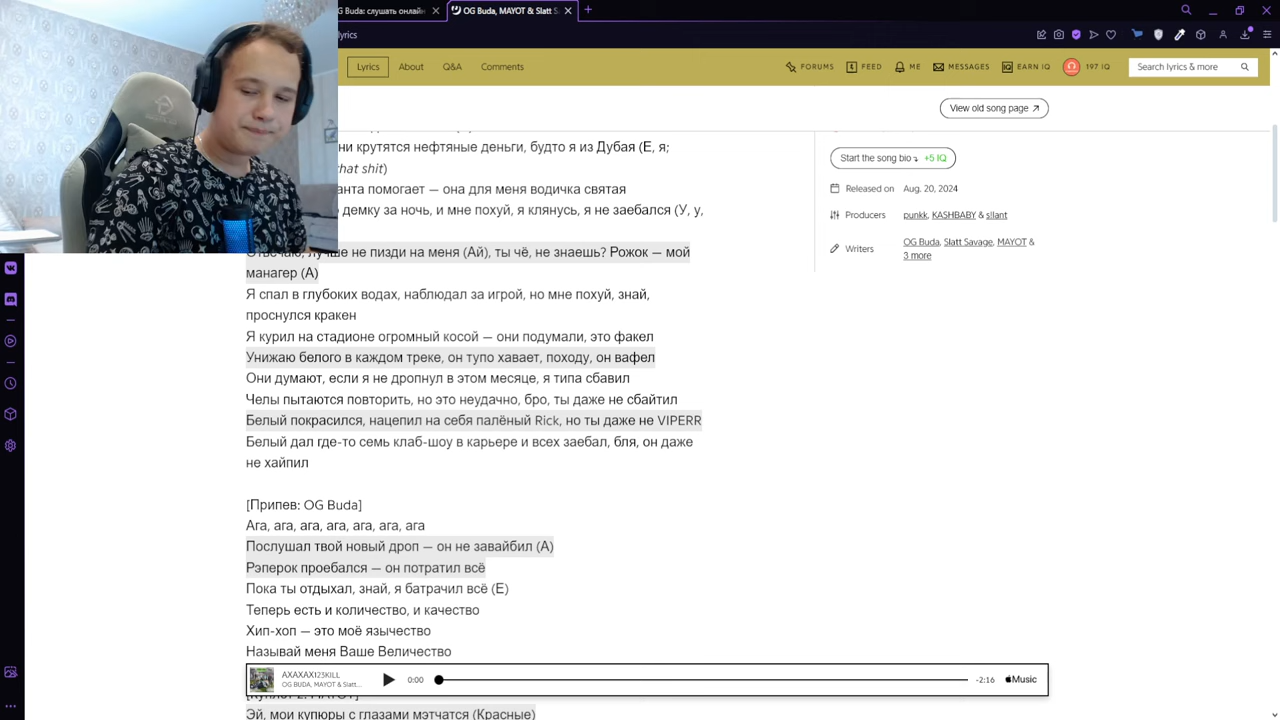 OG Buda: слушать онлайн
OG Buda, MAYOT & Slatt S
rics
Lyrics
About
Q&A
Comments
FORUMS
FEED
ME
MESSAGES
EARN IQ
197 IQ
Search lyrics & more
View old song page
ни крутятся нефтяные деньги, будто я из Дубая (Е, я;
hat shit)
анта помогает — она для меня водичка святая
демку за ночь, и мне похуй, я клянусь, я не заебался (У, у,
Отвечаю, лучше не пизди на меня (Ай), ты чё, не знаешь? Рожок — мой
манагер (А)
Я спал в глубоких водах, наблюдал за игрой, но мне похуй, знай,
проснулся кракен
Я курил на стадионе огромный косой — они подумали, это факел
Унижаю белого в каждом треке, он тупо хавает, походу, он вафел
Они думают, если я не дропнул в этом месяце, я типа сбавил
Челы пытаются повторить, но это неудачно, бро, ты даже не сбайтил
Белый покрасился, нацепил на себя палёный Rick, но ты даже не VIPERR
Белый дал где-то семь клаб-шоу в карьере и всех заебал, бля, он даже
не хайпил
[Припев: OG Buda]
Ага, ага, ага, ага, ага, ага, ага
Послушал твой новый дроп — он не завайбил (А)
Рэперок проебался — он потратил всё
Пока ты отдыхал, знай, я батрачил всё (Е)
Теперь есть и количество, и качество
Хип-хоп — это моё язычество
Называй меня Ваше Величество
Эй, мои купюры с глазами мэтчатся (Красные)
Start the song bio +5 IQ
Released on Aug. 20, 2024
Producers punkk, KASHBABY & s!lant
Writers OG Buda, Slatt Savage, MAYOT &
3 more
AXAXAX123KILL
OG BUDA, MAYOT & Slatt...
0:00
-2:16
Music